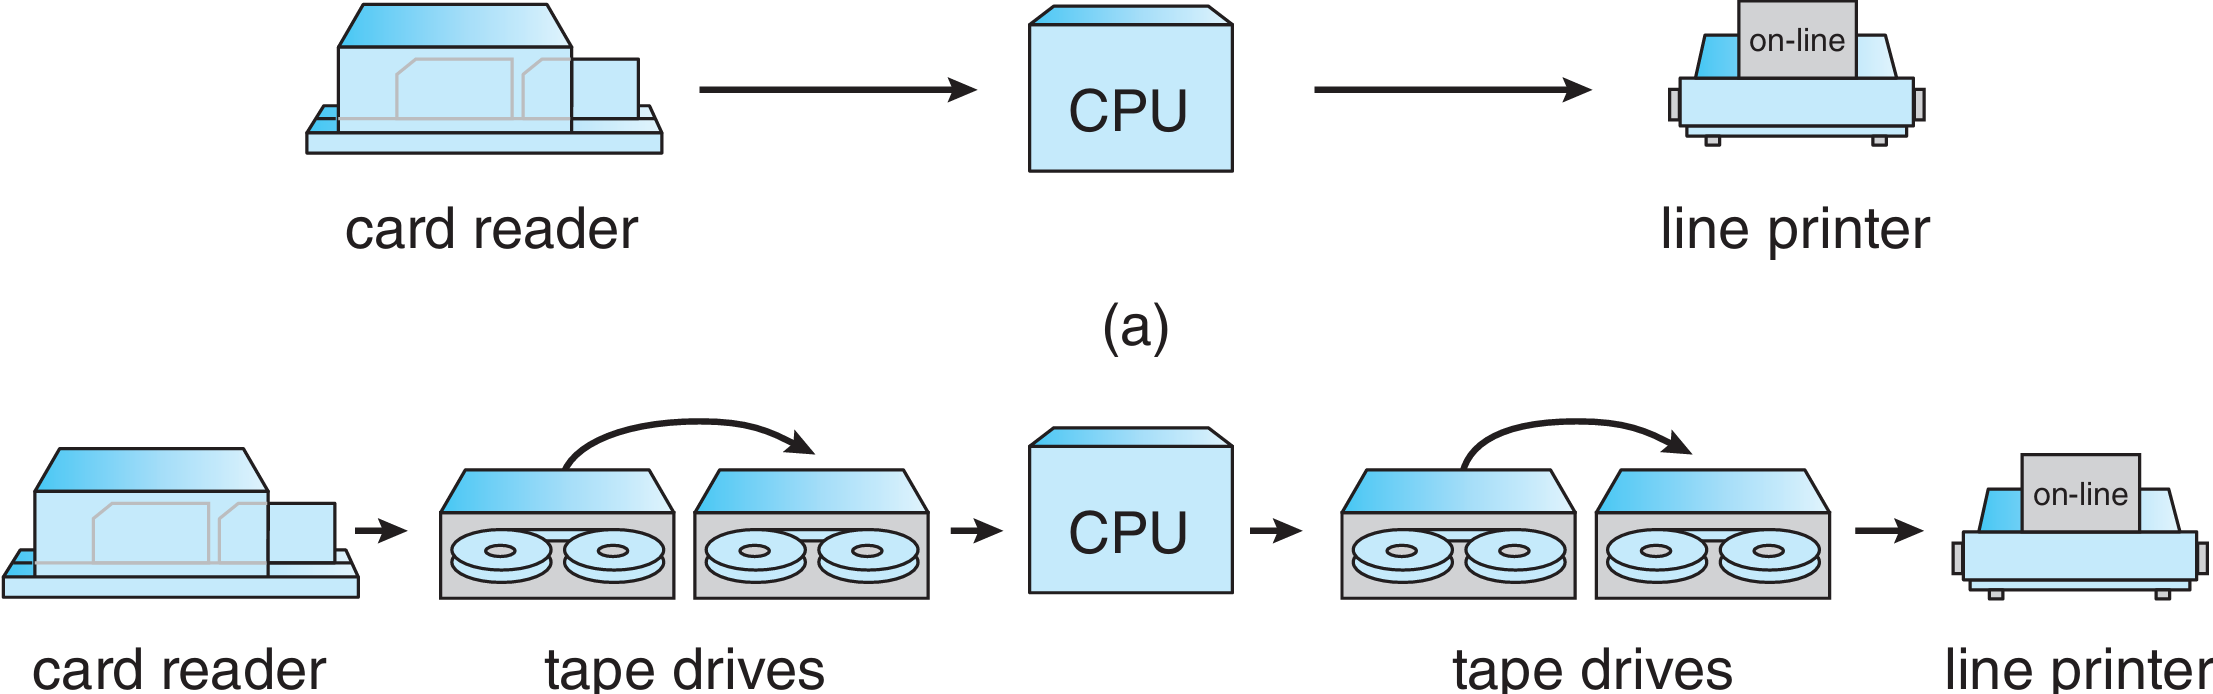 on-line
CPU
card reader
line printer
(a)
on-line
CPU
card reader
tape drives
tape drives
line printer